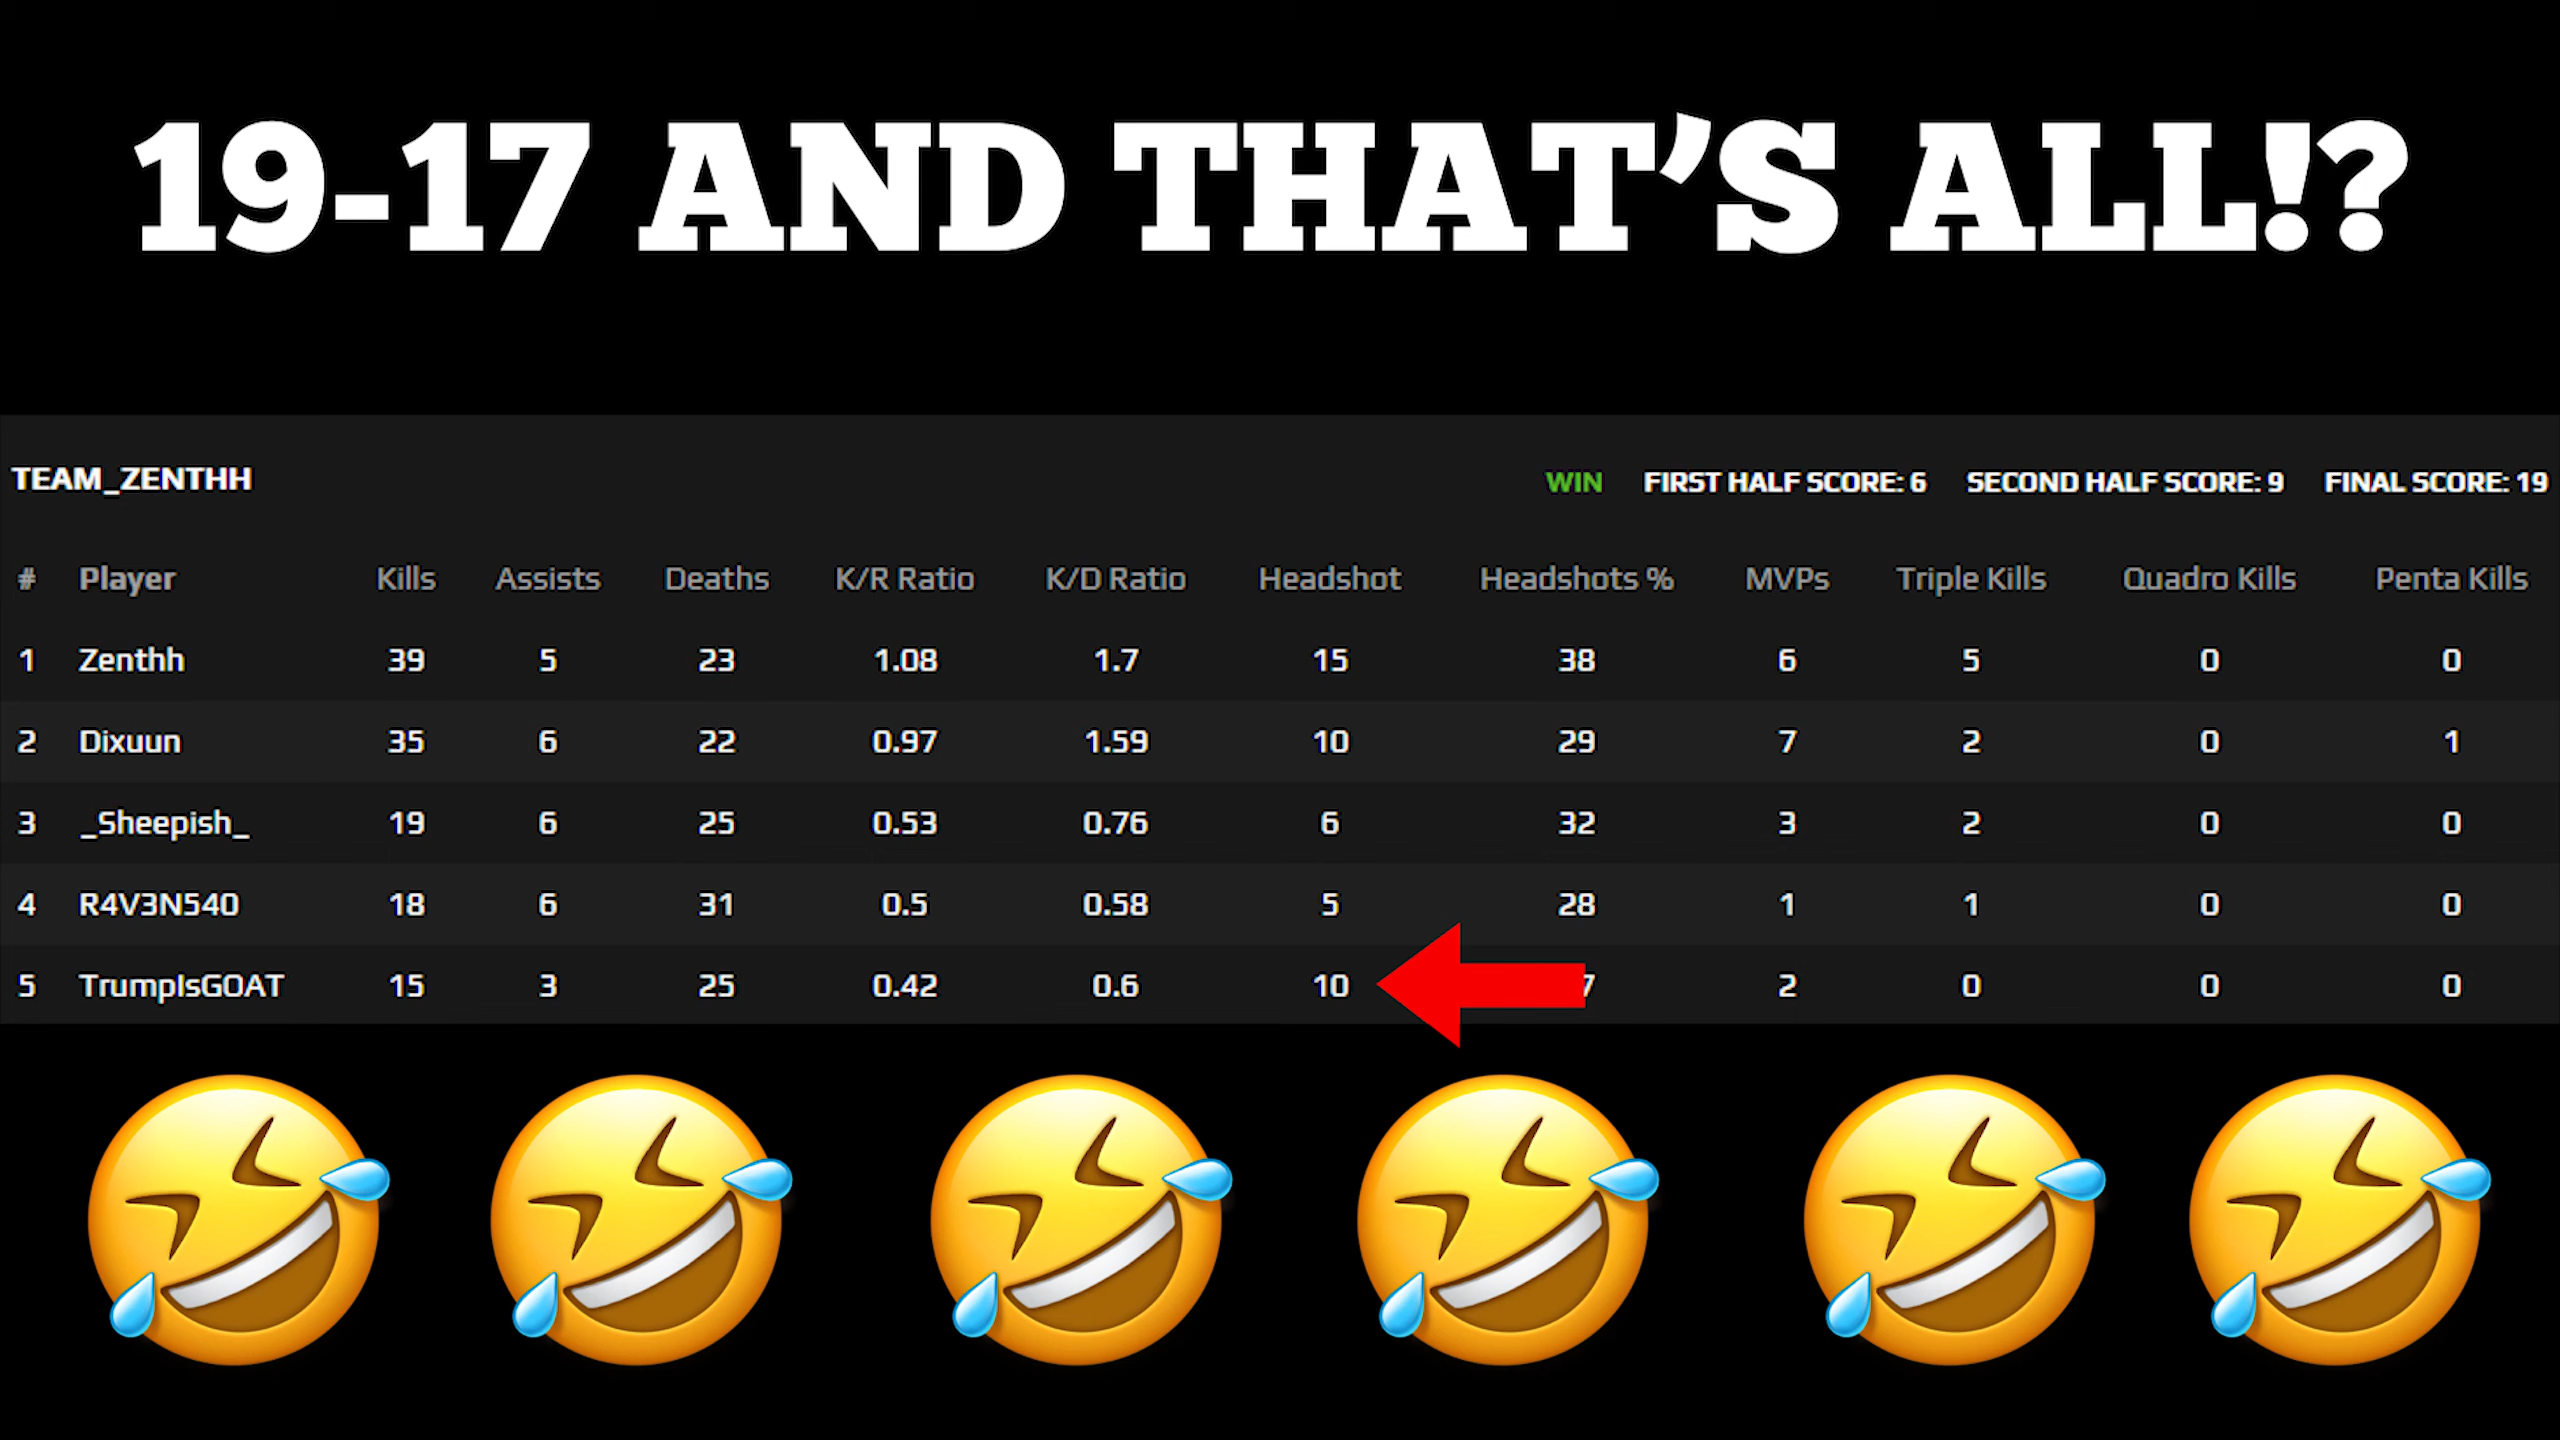 19-17 AND THAT'S ALL!?
TEAM_ZENTHH WIN FIRST HALF SCORE: 6 SECOND HALF SCORE: 9 FINAL SCORE: 19
# Player Kills Assists Deaths K/R Ratio K/D Ratio Headshot Headshots % MVPs Triple Kills Quadro Kills Penta Kills
1 Zenthh 39 5 23 1.08 1.7 15 38 6 5 0 0
2 Dixuun 35 6 22 0.97 1.59 10 29 7 2 0 1
3 _Sheepish_ 19 6 25 0.53 0.76 6 32 3 2 0 0
4 R4V3N540 18 6 31 0.5 0.58 5 28 1 1 0 0
5 TrumpIsGOAT 15 3 25 0.42 0.6 10 2 0 0 0